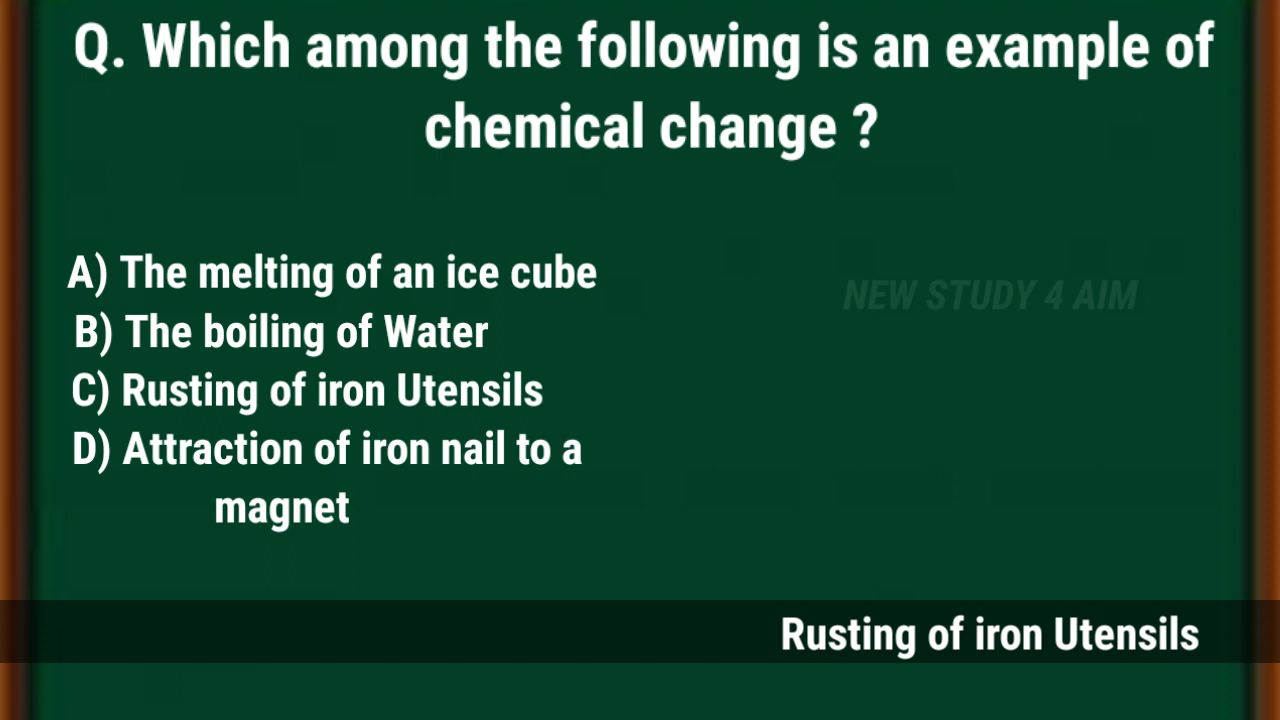 Q. Which among the following is an example of
chemical change ?
A) The melting of an ice cube
NEW STUDY 4 AIM
B) The boiling of Water
C) Rusting of iron Utensils
D) Attraction of iron nail to a
magnet
Rusting of iron Utensils